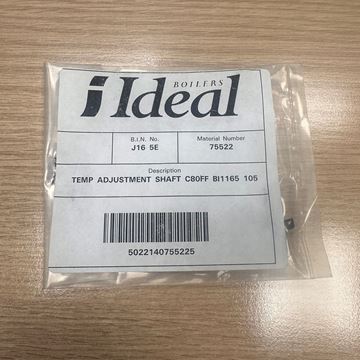 BOILERS
Ideal
B.I.N. No.
J16 5E
Material Number
75522
Description
TEMP ADJUSTMENT SHAFT C80FF BI1165 105
5022140755225